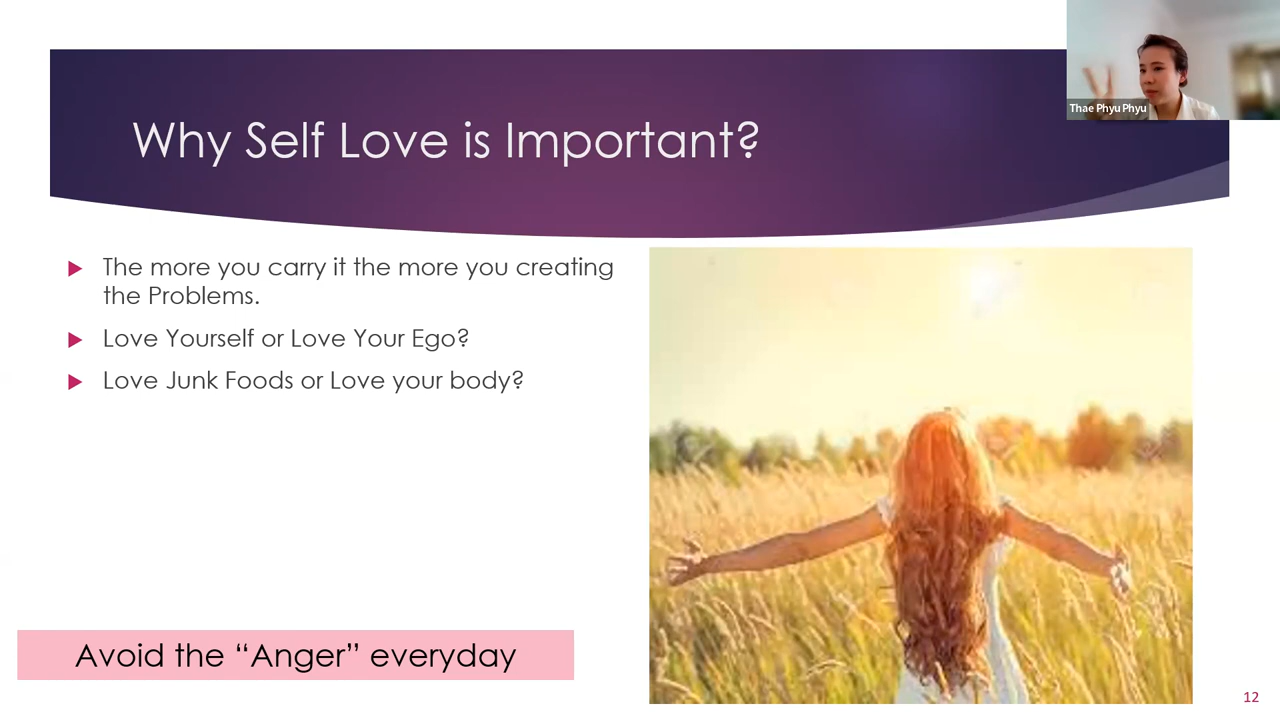 Thae Phyu Phyu
Why Self Love is Important?
The more you carry it the more you creating
the Problems.
Love Yourself or Love Your Ego?
Love Junk Foods or Love your body?
Avoid the “Anger” everyday
12